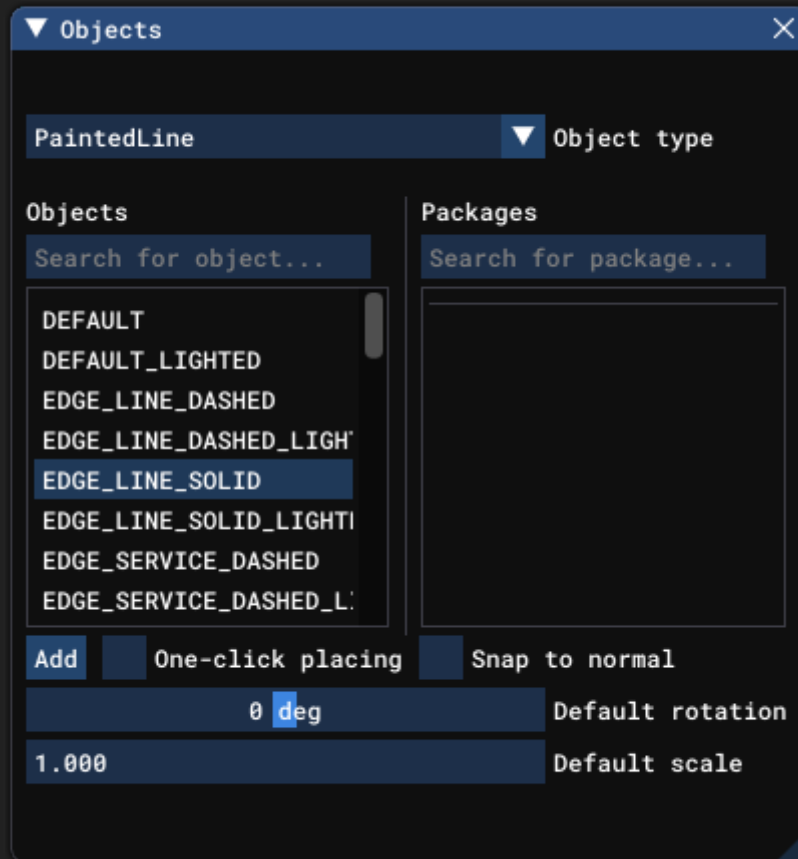 Objects
PaintedLine Object type
Objects
Search for object...
DEFAULT
DEFAULT_LIGHTED
EDGE_LINE_DASHED
EDGE_LINE_DASHED_LIGHT
EDGE_LINE_SOLID
EDGE_LINE_SOLID_LIGHT
EDGE_SERVICE_DASHED
EDGE_SERVICE_DASHED_L
Packages
Search for package...
Add One-click placing Snap to normal
0 deg Default rotation
1.000 Default scale